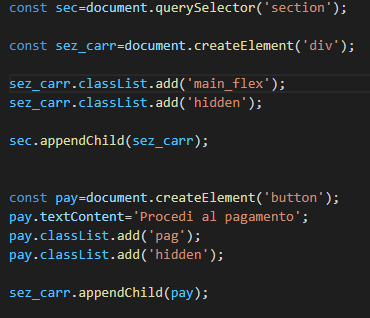 const sec=document.querySelector('section');
const sez_carr=document.createElement('div');
sez_carr.classList.add('main_flex');
sez_carr.classList.add('hidden');
sec.appendChild(sez_carr);
const pay=document.createElement('button');
pay.textContent='Procedi al pagamento';
pay.classList.add('pag');
pay.classList.add('hidden');
sez_carr.appendChild(pay);